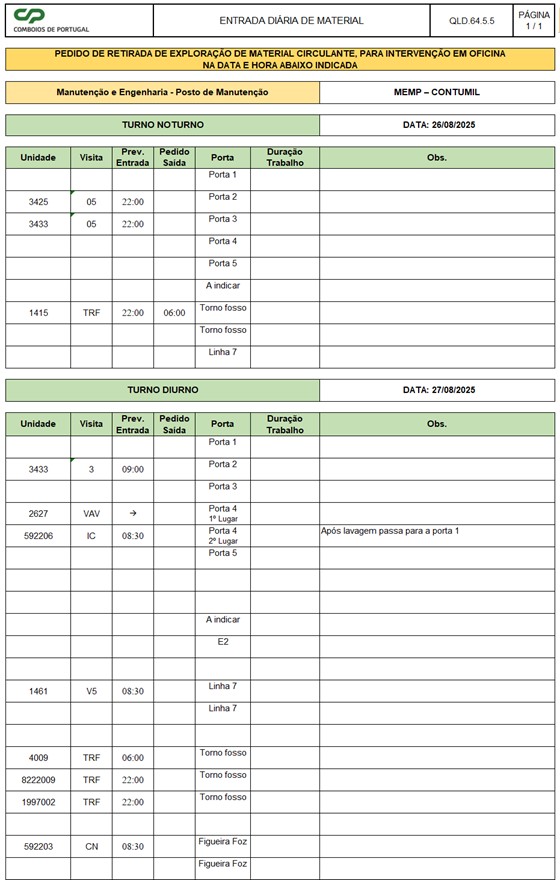 CP
COMBOIOS DE PORTUGAL
ENTRADA DIÁRIA DE MATERIAL
QLD.64.5.5
PÁGINA
1 / 1
PEDIDO DE RETIRADA DE EXPLORAÇÃO DE MATERIAL CIRCULANTE, PARA INTERVENÇÃO EM OFICINA
NA DATA E HORA ABAIXO INDICADA
Manutenção e Engenharia - Posto de Manutenção MEMP – CONTUMIL
TURNO NOTURNO DATA: 26/08/2025
Unidade Visita Prev. Entrada Pedido Saída Porta Duração Trabalho Obs.
Porta 1
3425 05 22:00 Porta 2
3433 05 22:00 Porta 3
Porta 4
Porta 5
A indicar
1415 TRF 22:00 06:00 Torno fosso
Torno fosso
Linha 7
TURNO DIURNO DATA: 27/08/2025
Unidade Visita Prev. Entrada Pedido Saída Porta Duração Trabalho Obs.
Porta 1
3433 3 09:00 Porta 2
Porta 3
2627 VAV → Porta 4 1º Lugar
592206 IC 08:30 Porta 4 2º Lugar Após lavagem passa para a porta 1
Porta 5
A indicar
E2
1461 V5 08:30 Linha 7
Linha 7
4009 TRF 06:00 Torno fosso
8222009 TRF 22:00 Torno fosso
1997002 TRF 22:00 Torno fosso
592203 CN 08:30 Figueira Foz
Figueira Foz